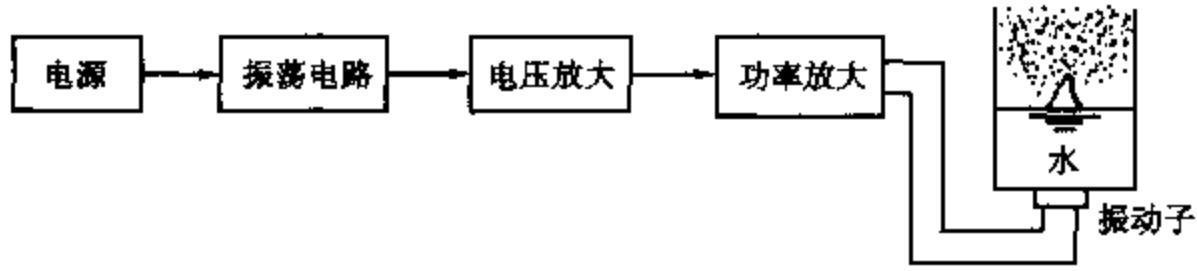 电源
振荡电路
电压放大
功率放大
水
振动子